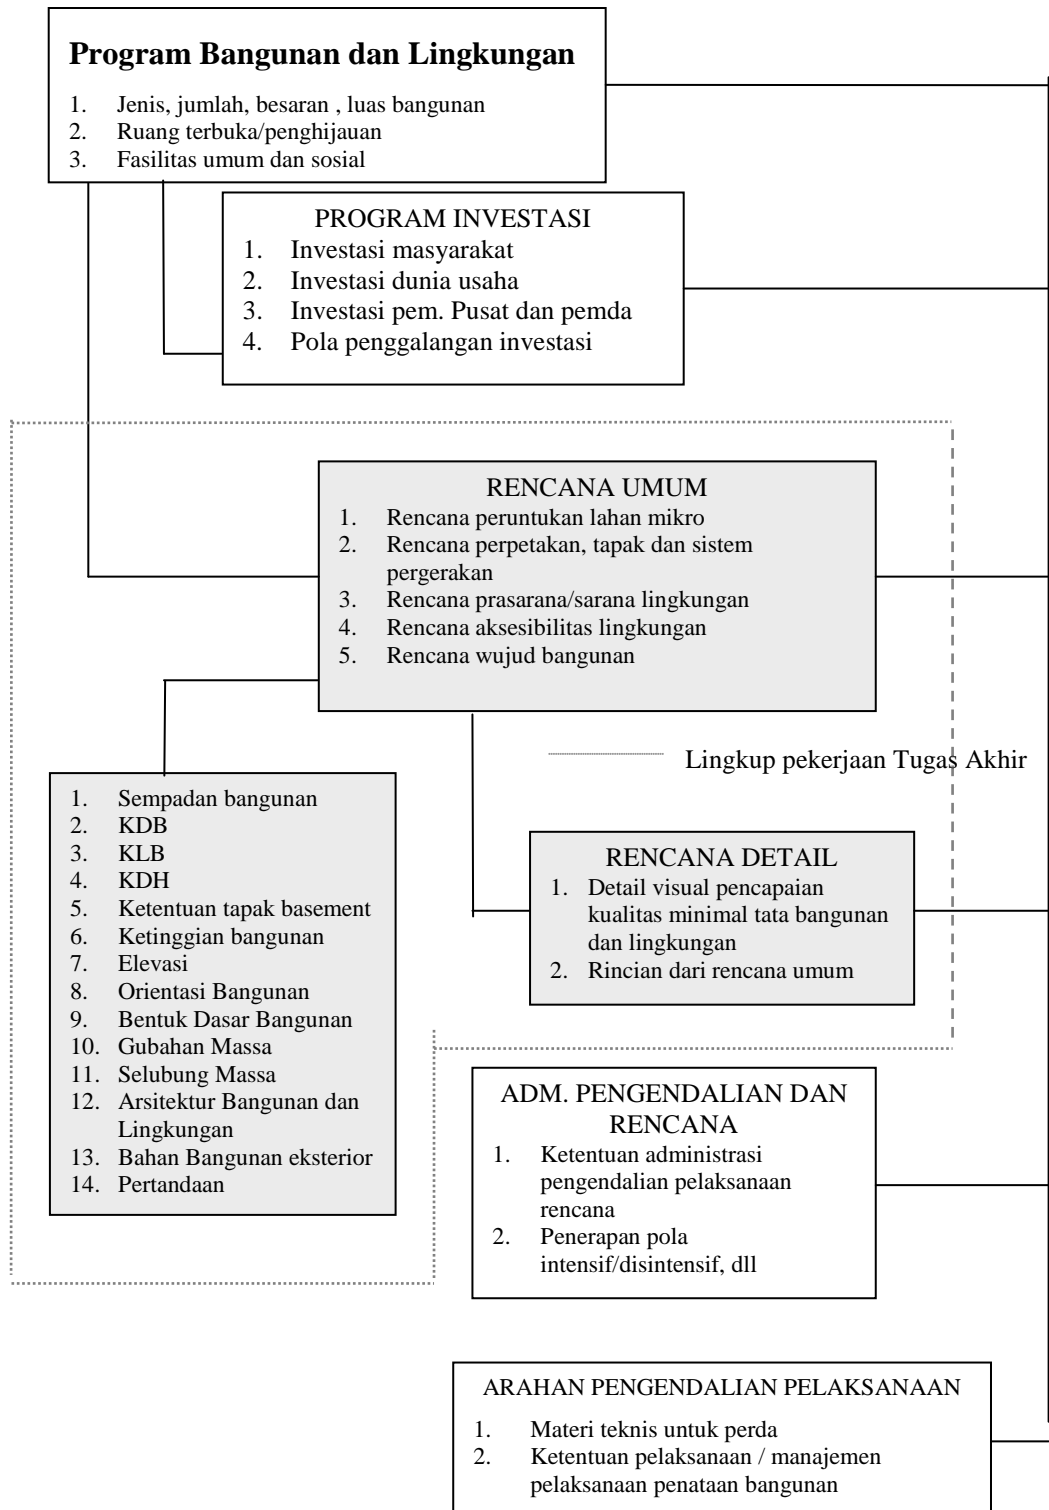 Program Bangunan dan Lingkungan
1. Jenis, jumlah, besaran , luas bangunan
2. Ruang terbuka/penghijauan
3. Fasilitas umum dan sosial
PROGRAM INVESTASI
1. Investasi masyarakat
2. Investasi dunia usaha
3. Investasi pem. Pusat dan pemda
4. Pola penggalangan investasi
RENCANA UMUM
1. Rencana peruntukan lahan mikro
2. Rencana perpetakan, tapak dan sistem
pergerakan
3. Rencana prasarana/sarana lingkungan
4. Rencana aksesibilitas lingkungan
5. Rencana wujud bangunan
Lingkup pekerjaan Tugas Akhir
1. Sempadan bangunan
2. KDB
3. KLB
4. KDH
5. Ketentuan tapak basement
6. Ketinggian bangunan
7. Elevasi
8. Orientasi Bangunan
9. Bentuk Dasar Bangunan
10. Gubahan Massa
11. Selubung Massa
12. Arsitektur Bangunan dan
Lingkungan
13. Bahan Bangunan eksterior
14. Pertandaan
RENCANA DETAIL
1. Detail visual pencapaian
kualitas minimal tata bangunan
dan lingkungan
2. Rincian dari rencana umum
ADM. PENGENDALIAN DAN
RENCANA
1. Ketentuan administrasi
pengendalian pelaksanaan
rencana
2. Penerapan pola
intensif/disintensif, dll
ARAHAN PENGENDALIAN PELAKSANAAN
1. Materi teknis untuk perda
2. Ketentuan pelaksanaan / manajemen
pelaksanaan penataan bangunan